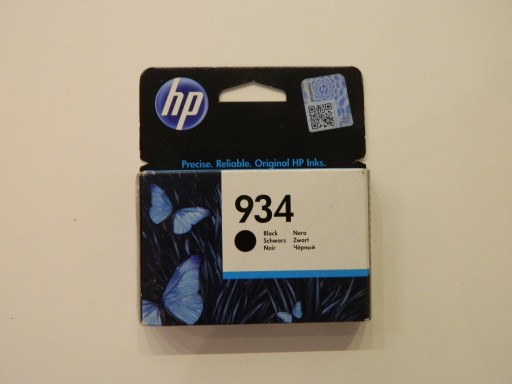 hp
Precise. Reliable. Original HP Inks.
934
Black Nero
Schwarz Zwart
Noir Чёрный